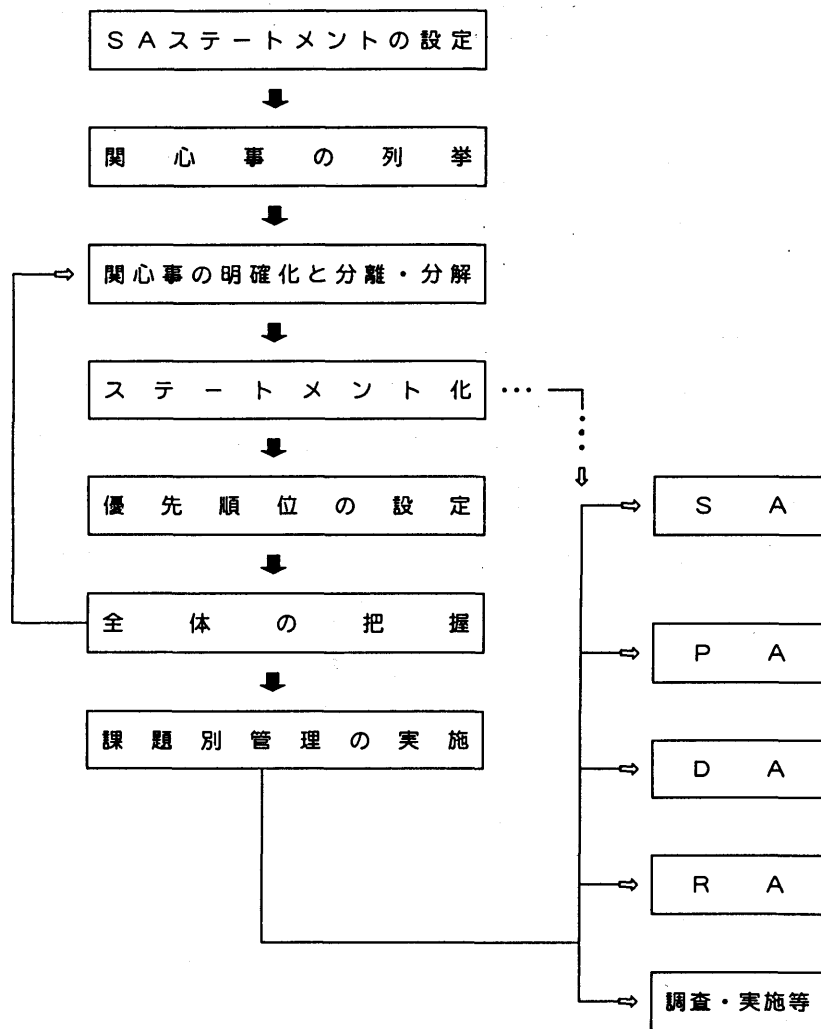 SAステートメントの設定
関心事の列挙
関心事の明確化と分離・分解
ステートメント化
優先順位の設定
全体の把握
課題別管理の実施
SA
PA
DA
RA
調査・実施等